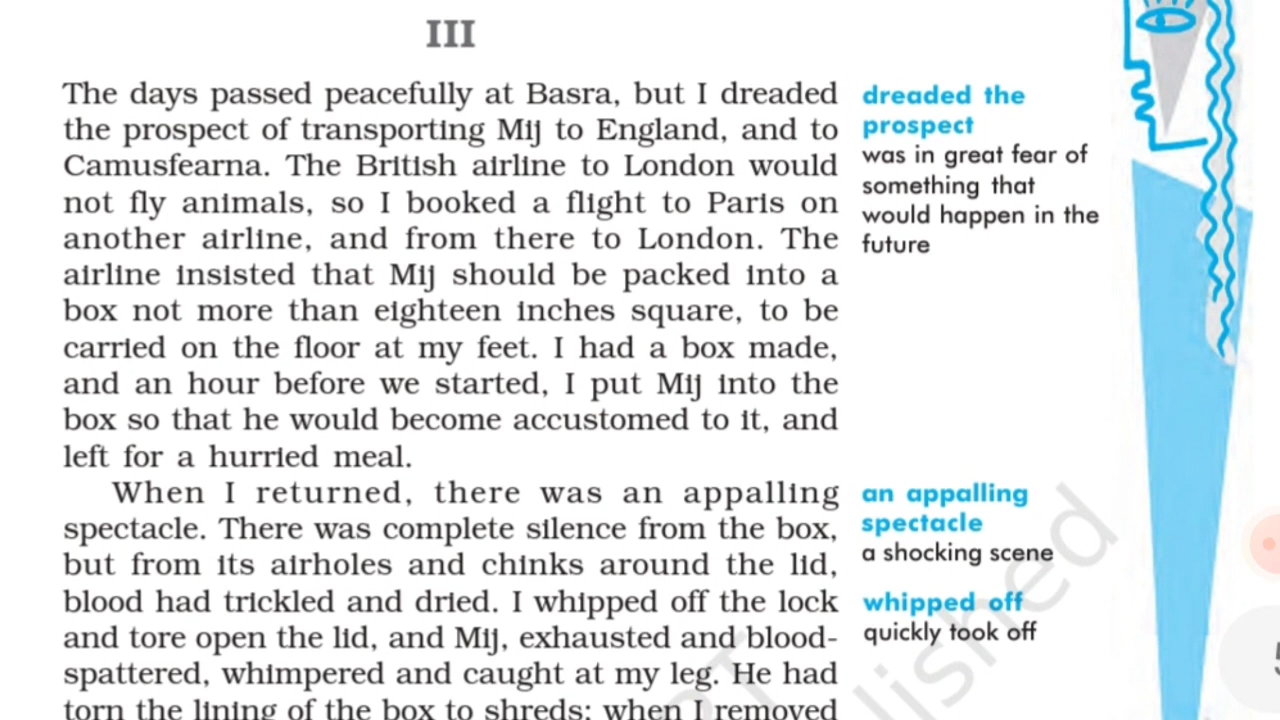 III
The days passed peacefully at Basra, but I dreaded
the prospect of transporting Mij to England, and to
Camusfearna. The British airline to London would
not fly animals, so I booked a flight to Paris on
another airline, and from there to London. The
airline insisted that Mij should be packed into a
box not more than eighteen inches square, to be
carried on the floor at my feet. I had a box made,
and an hour before we started, I put Mij into the
box so that he would become accustomed to it, and
left for a hurried meal.
When I returned, there was an appalling
spectacle. There was complete silence from the box,
but from its airholes and chinks around the lid,
blood had trickled and dried. I whipped off the lock
and tore open the lid, and Mij, exhausted and blood-
spattered, whimpered and caught at my leg. He had
torn the lining of the box to shreds; when I removed
dreaded the
prospect
was in great fear of
something that
would happen in the
future
an appalling
spectacle
a shocking scene
whipped off
quickly took off